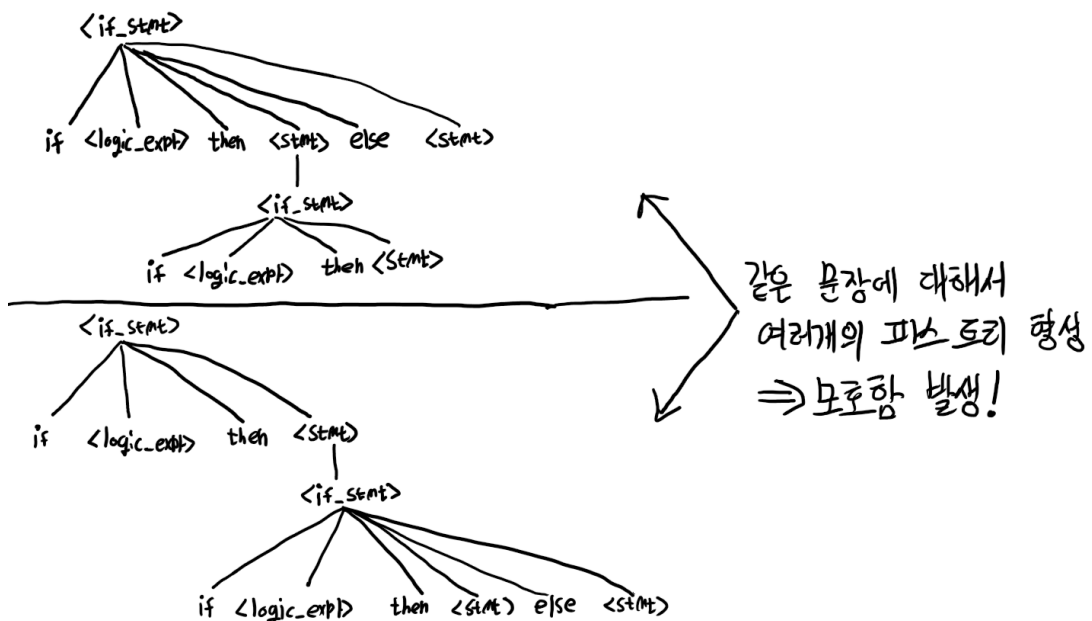 <if_stmt>
if <logic_expr> then <stmt> else <stmt>
<if_stmt>
if <logic_expr> then <stmt>
<if_stmt>
if <logic_expr> then <stmt>
<if_stmt>
if <logic_expr> then <stmt> else <stmt>
같은 문장에 대해서
여러개의 파스 트리 형성
⇒ 모호함 발생!